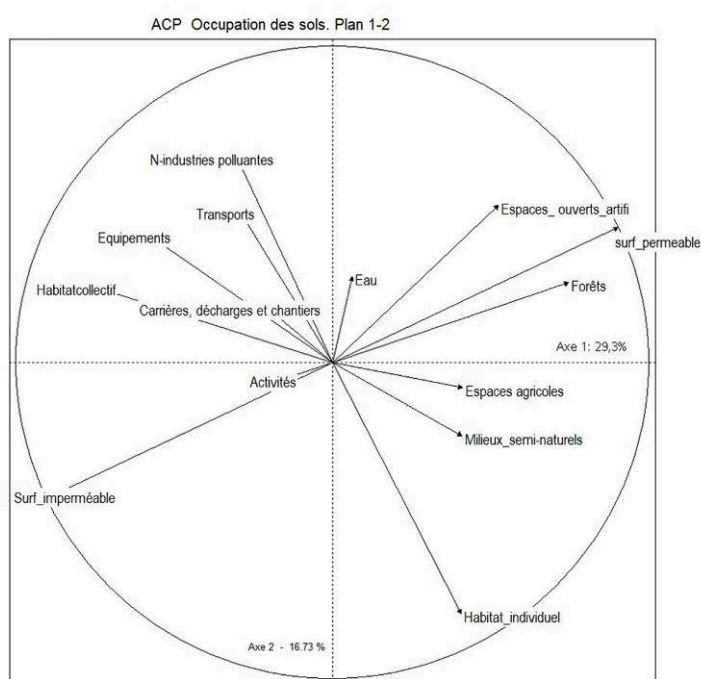 ACP Occupation des sols. Plan 1-2
N-industries polluantes
Transports
Espaces_ ouverts_artifi
Equipements
surf_permeable
Eau
Forêts
Habitatcollectif
Carrières, décharges et chantiers
Axe 1: 29,3%
Activités
Espaces agricoles
Milieux_semi-naturels
Surf_imperméable
Habitat_individuel
Axe 2 - 16.73 %